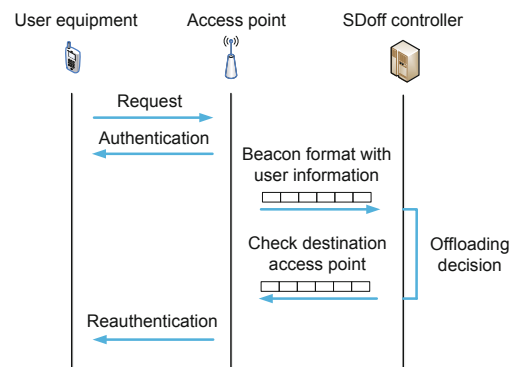 User equipment
Access point
SDoff controller
Request
Authentication
Beacon format with
user information
Check destination
access point
Offloading
decision
Reauthentication